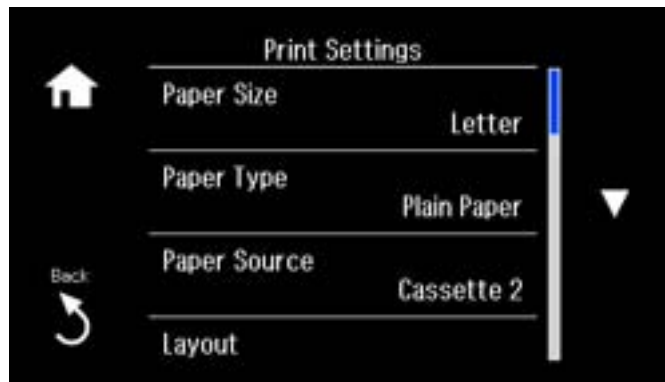 Print Settings
Paper Size
Letter
Paper Type
Plain Paper
Paper Source
Cassette 2
Back
Layout